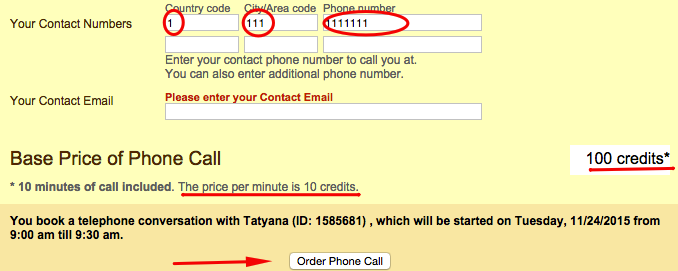 Country code City/Area code Phone number
Your Contact Numbers 1 111 1111111
Enter your contact phone number to call you at.
You can also enter additional phone number.
Your Contact Email Please enter your Contact Email
Base Price of Phone Call 100 credits*
* 10 minutes of call included. The price per minute is 10 credits.
You book a telephone conversation with Tatyana (ID: 1585681) , which will be started on Tuesday, 11/24/2015 from
9:00 am till 9:30 am.
Order Phone Call